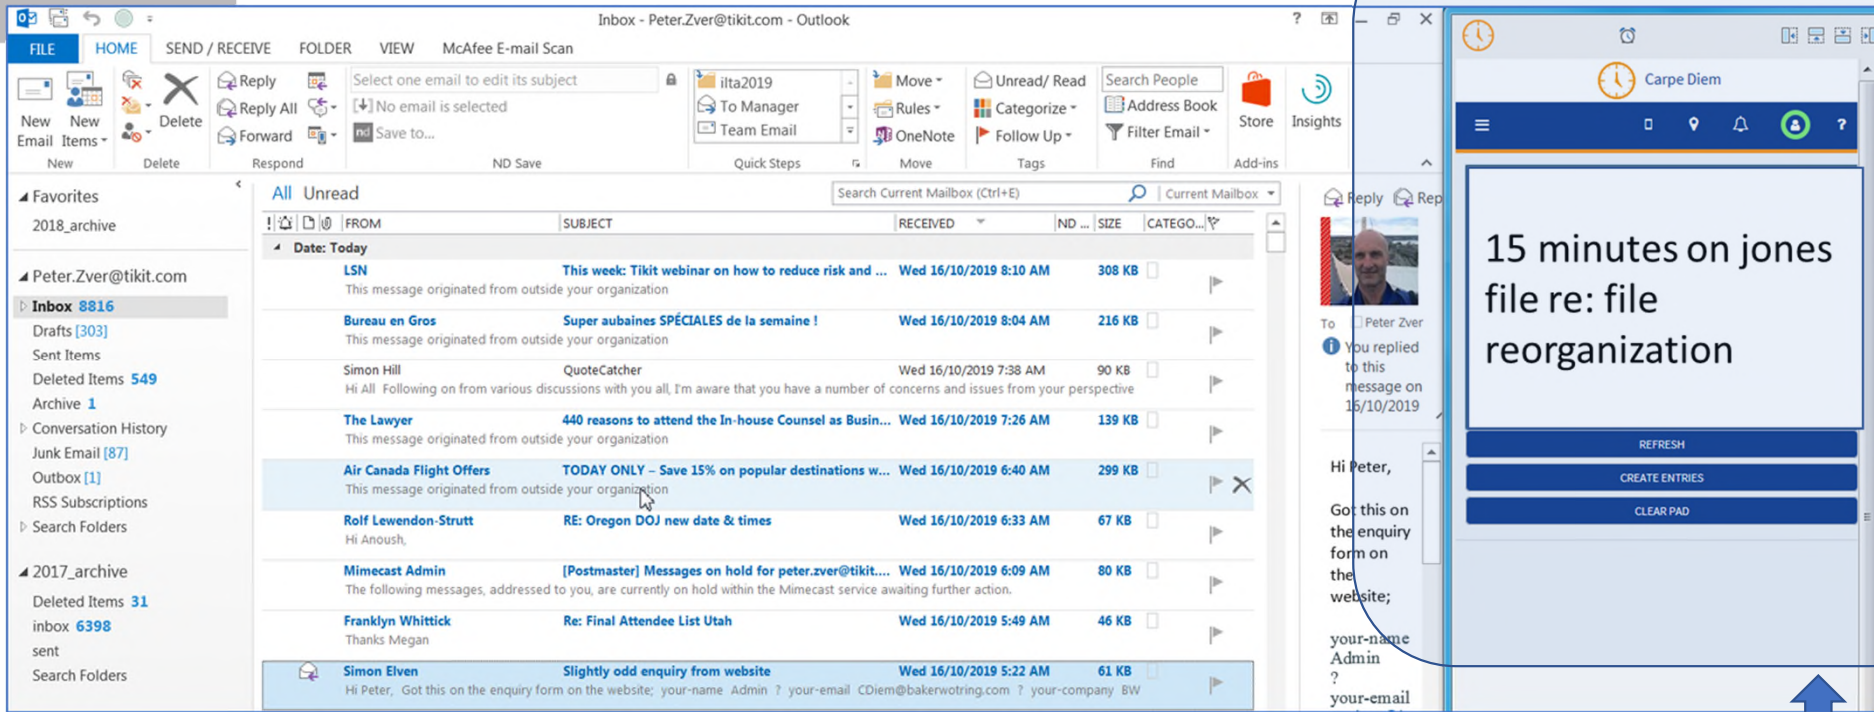 Inbox - Peter.Zver@tikit.com - Outlook
?
FILE HOME SEND / RECEIVE FOLDER VIEW McAfee E-mail Scan
New Email
New Items
Delete
Reply
Reply All
Forward
Select one email to edit its subject
No email is selected
nd Save to...
ilta2019
To Manager
Team Email
Move
Rules
OneNote
Unread/ Read
Categorize
Follow Up
Search People
Address Book
Filter Email
Store
Insights
New Delete Respond ND Save Quick Steps Move Tags Find Add-ins
Favorites
2018_archive
Peter.Zver@tikit.com
Inbox 8816
Drafts [303]
Sent Items
Deleted Items 549
Archive 1
Conversation History
Junk Email [87]
Outbox [1]
RSS Subscriptions
Search Folders
2017_archive
Deleted Items 31
inbox 6398
sent
Search Folders
All Unread
Search Current Mailbox (Ctrl+E) Current Mailbox
! FROM SUBJECT RECEIVED ND ... SIZE CATEGO...
Date: Today
LSN This week: Tikit webinar on how to reduce risk and ... Wed 16/10/2019 8:10 AM 308 KB
This message originated from outside your organization
Bureau en Gros Super aubaines SPÉCIALES de la semaine ! Wed 16/10/2019 8:04 AM 216 KB
This message originated from outside your organization
Simon Hill QuoteCatcher Wed 16/10/2019 7:38 AM 90 KB
Hi All Following on from various discussions with you all, I'm aware that you have a number of concerns and issues from your perspective
The Lawyer 440 reasons to attend the In-house Counsel as Busin... Wed 16/10/2019 7:26 AM 139 KB
This message originated from outside your organization
Air Canada Flight Offers TODAY ONLY – Save 15% on popular destinations w... Wed 16/10/2019 6:40 AM 299 KB
This message originated from outside your organization
Rolf Lewendon-Strutt RE: Oregon DOJ new date & times Wed 16/10/2019 6:33 AM 67 KB
Hi Anoush,
Mimecast Admin [Postmaster] Messages on hold for peter.zver@tikit.... Wed 16/10/2019 6:09 AM 80 KB
The following messages, addressed to you, are currently on hold within the Mimecast service awaiting further action.
Franklyn Whittick Re: Final Attendee List Utah Wed 16/10/2019 5:49 AM 46 KB
Thanks Megan
Simon Elven Slightly odd enquiry from website Wed 16/10/2019 5:22 AM 61 KB
Hi Peter, Got this on the enquiry form on the website; your-name Admin ? your-email CDiem@bakerwotring.com ? your-company BW
Reply Rep
To Peter Zver
You replied
to this
message on
16/10/2019
Hi Peter,
Got this on
the enquiry
form on
the
website;
your-name
Admin
?
your-email
Carpe Diem
?
15 minutes on jones
file re: file
reorganization
REFRESH
CREATE ENTRIES
CLEAR PAD